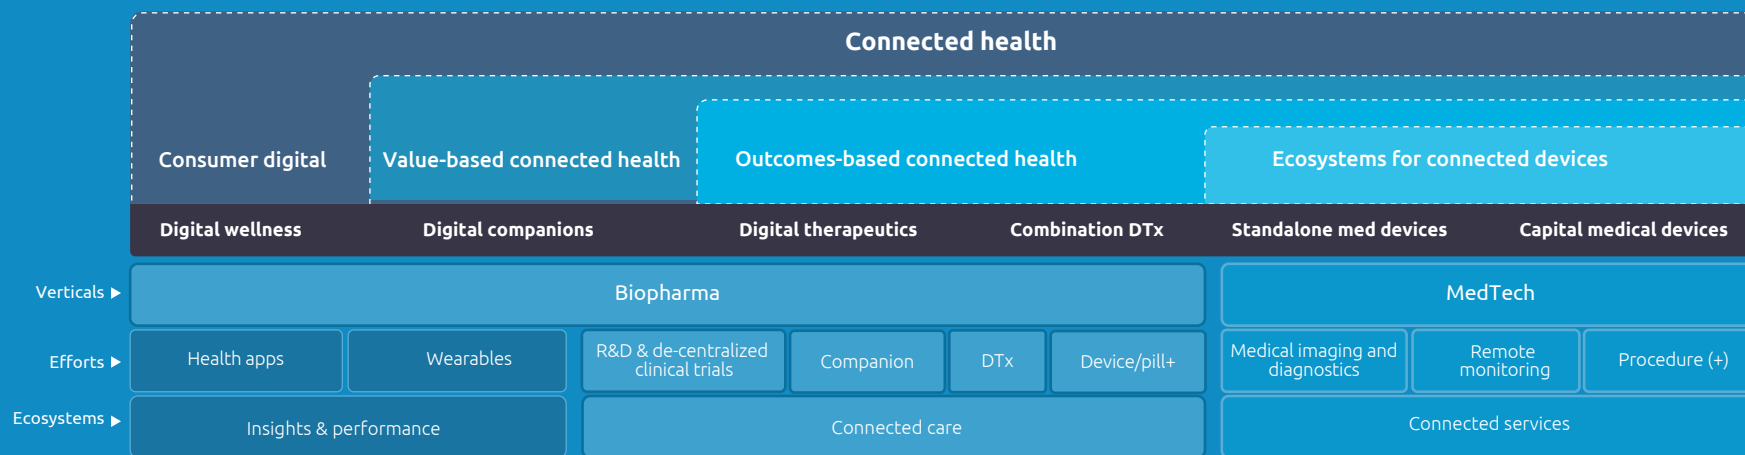 Connected health
Consumer digital
Value-based connected health
Outcomes-based connected health
Ecosystems for connected devices
Digital wellness
Digital companions
Digital therapeutics
Combination DTx
Standalone med devices
Capital medical devices
Verticals
Biopharma
MedTech
Efforts
Health apps
Wearables
R&D & de-centralized
clinical trials
Companion
DTx
Device/pill+
Medical imaging and
diagnostics
Remote
monitoring
Procedure (+)
Ecosystems
Insights & performance
Connected care
Connected services